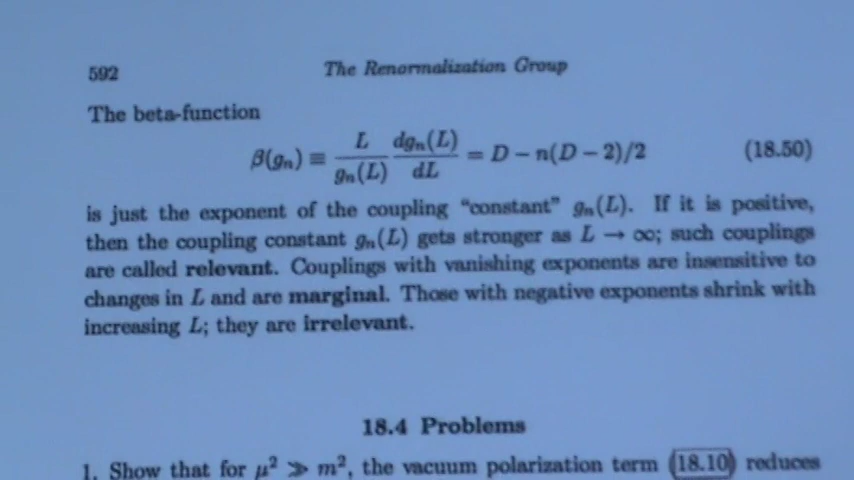 592 The Renormalization Group
The beta-function
β(gₙ) ≡ L/gₙ(L) dgₙ(L)/dL = D − n(D − 2)/2 (18.50)
is just the exponent of the coupling “constant” gₙ(L). If it is positive,
then the coupling constant gₙ(L) gets stronger as L → ∞; such couplings
are called relevant. Couplings with vanishing exponents are insensitive to
changes in L and are marginal. Those with negative exponents shrink with
increasing L; they are irrelevant.
18.4 Problems
1. Show that for μ² ≫ m², the vacuum polarization term (18.10) reduces